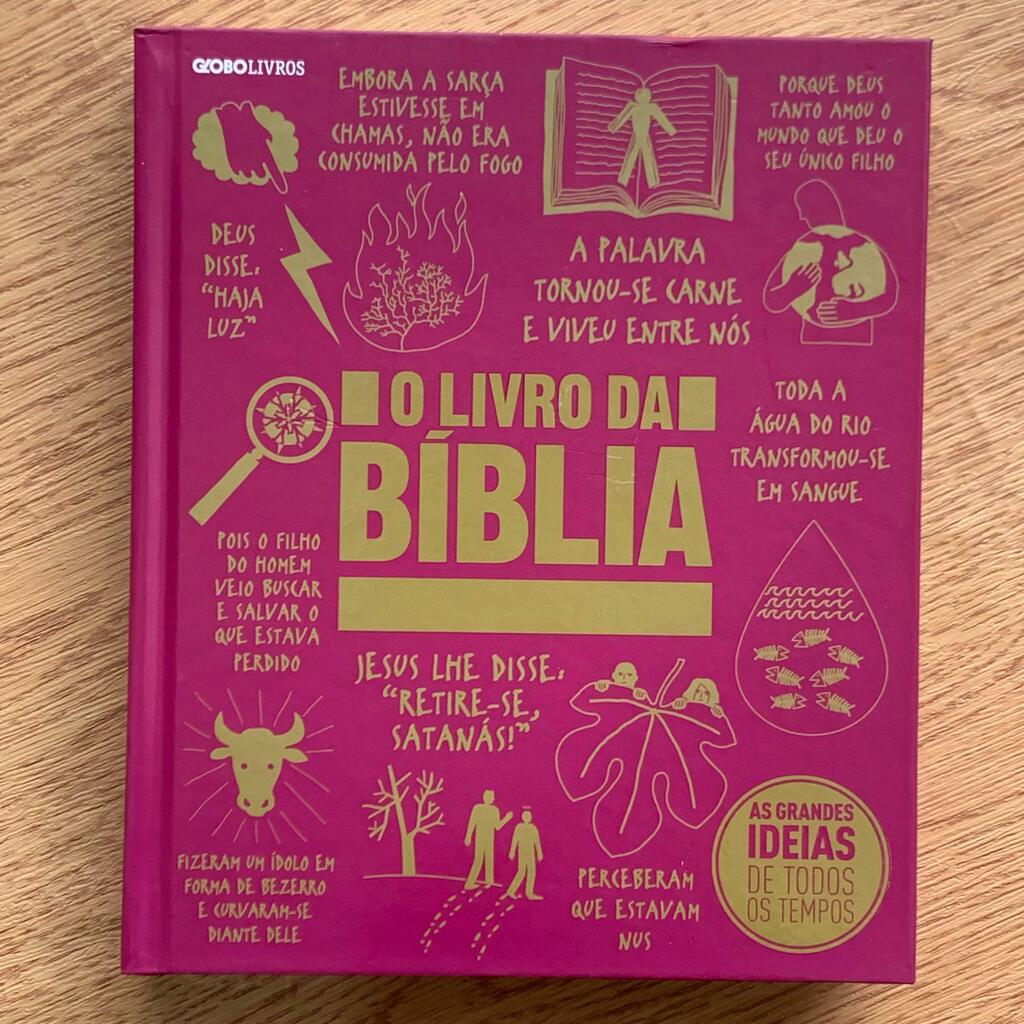 GLOBOLIVROS
EMBORA A SARÇA
ESTIVESSE EM
CHAMAS, NÃO ERA
CONSUMIDA PELO FOGO
PORQUE DEUS
TANTO AMOU O
MUNDO QUE DEU O
SEU ÚNICO FILHO
DEUS
DISSE:
“HAJA
LUZ”
A PALAVRA
TORNOU-SE CARNE
E VIVEU ENTRE NÓS
O LIVRO DA
BÍBLIA
TODA A
ÁGUA DO RIO
TRANSFORMOU-SE
EM SANGUE
POIS O FILHO
DO HOMEM
VEIO BUSCAR
E SALVAR O
QUE ESTAVA
PERDIDO
JESUS LHE DISSE:
“RETIRE-SE,
SATANÁS!”
FIZERAM UM ÍDOLO EM
FORMA DE BEZERRO
E CURVARAM-SE
DIANTE DELE
PERCEBERAM
QUE ESTAVAM
NUS
AS GRANDES
IDEIAS
DE TODOS
OS TEMPOS